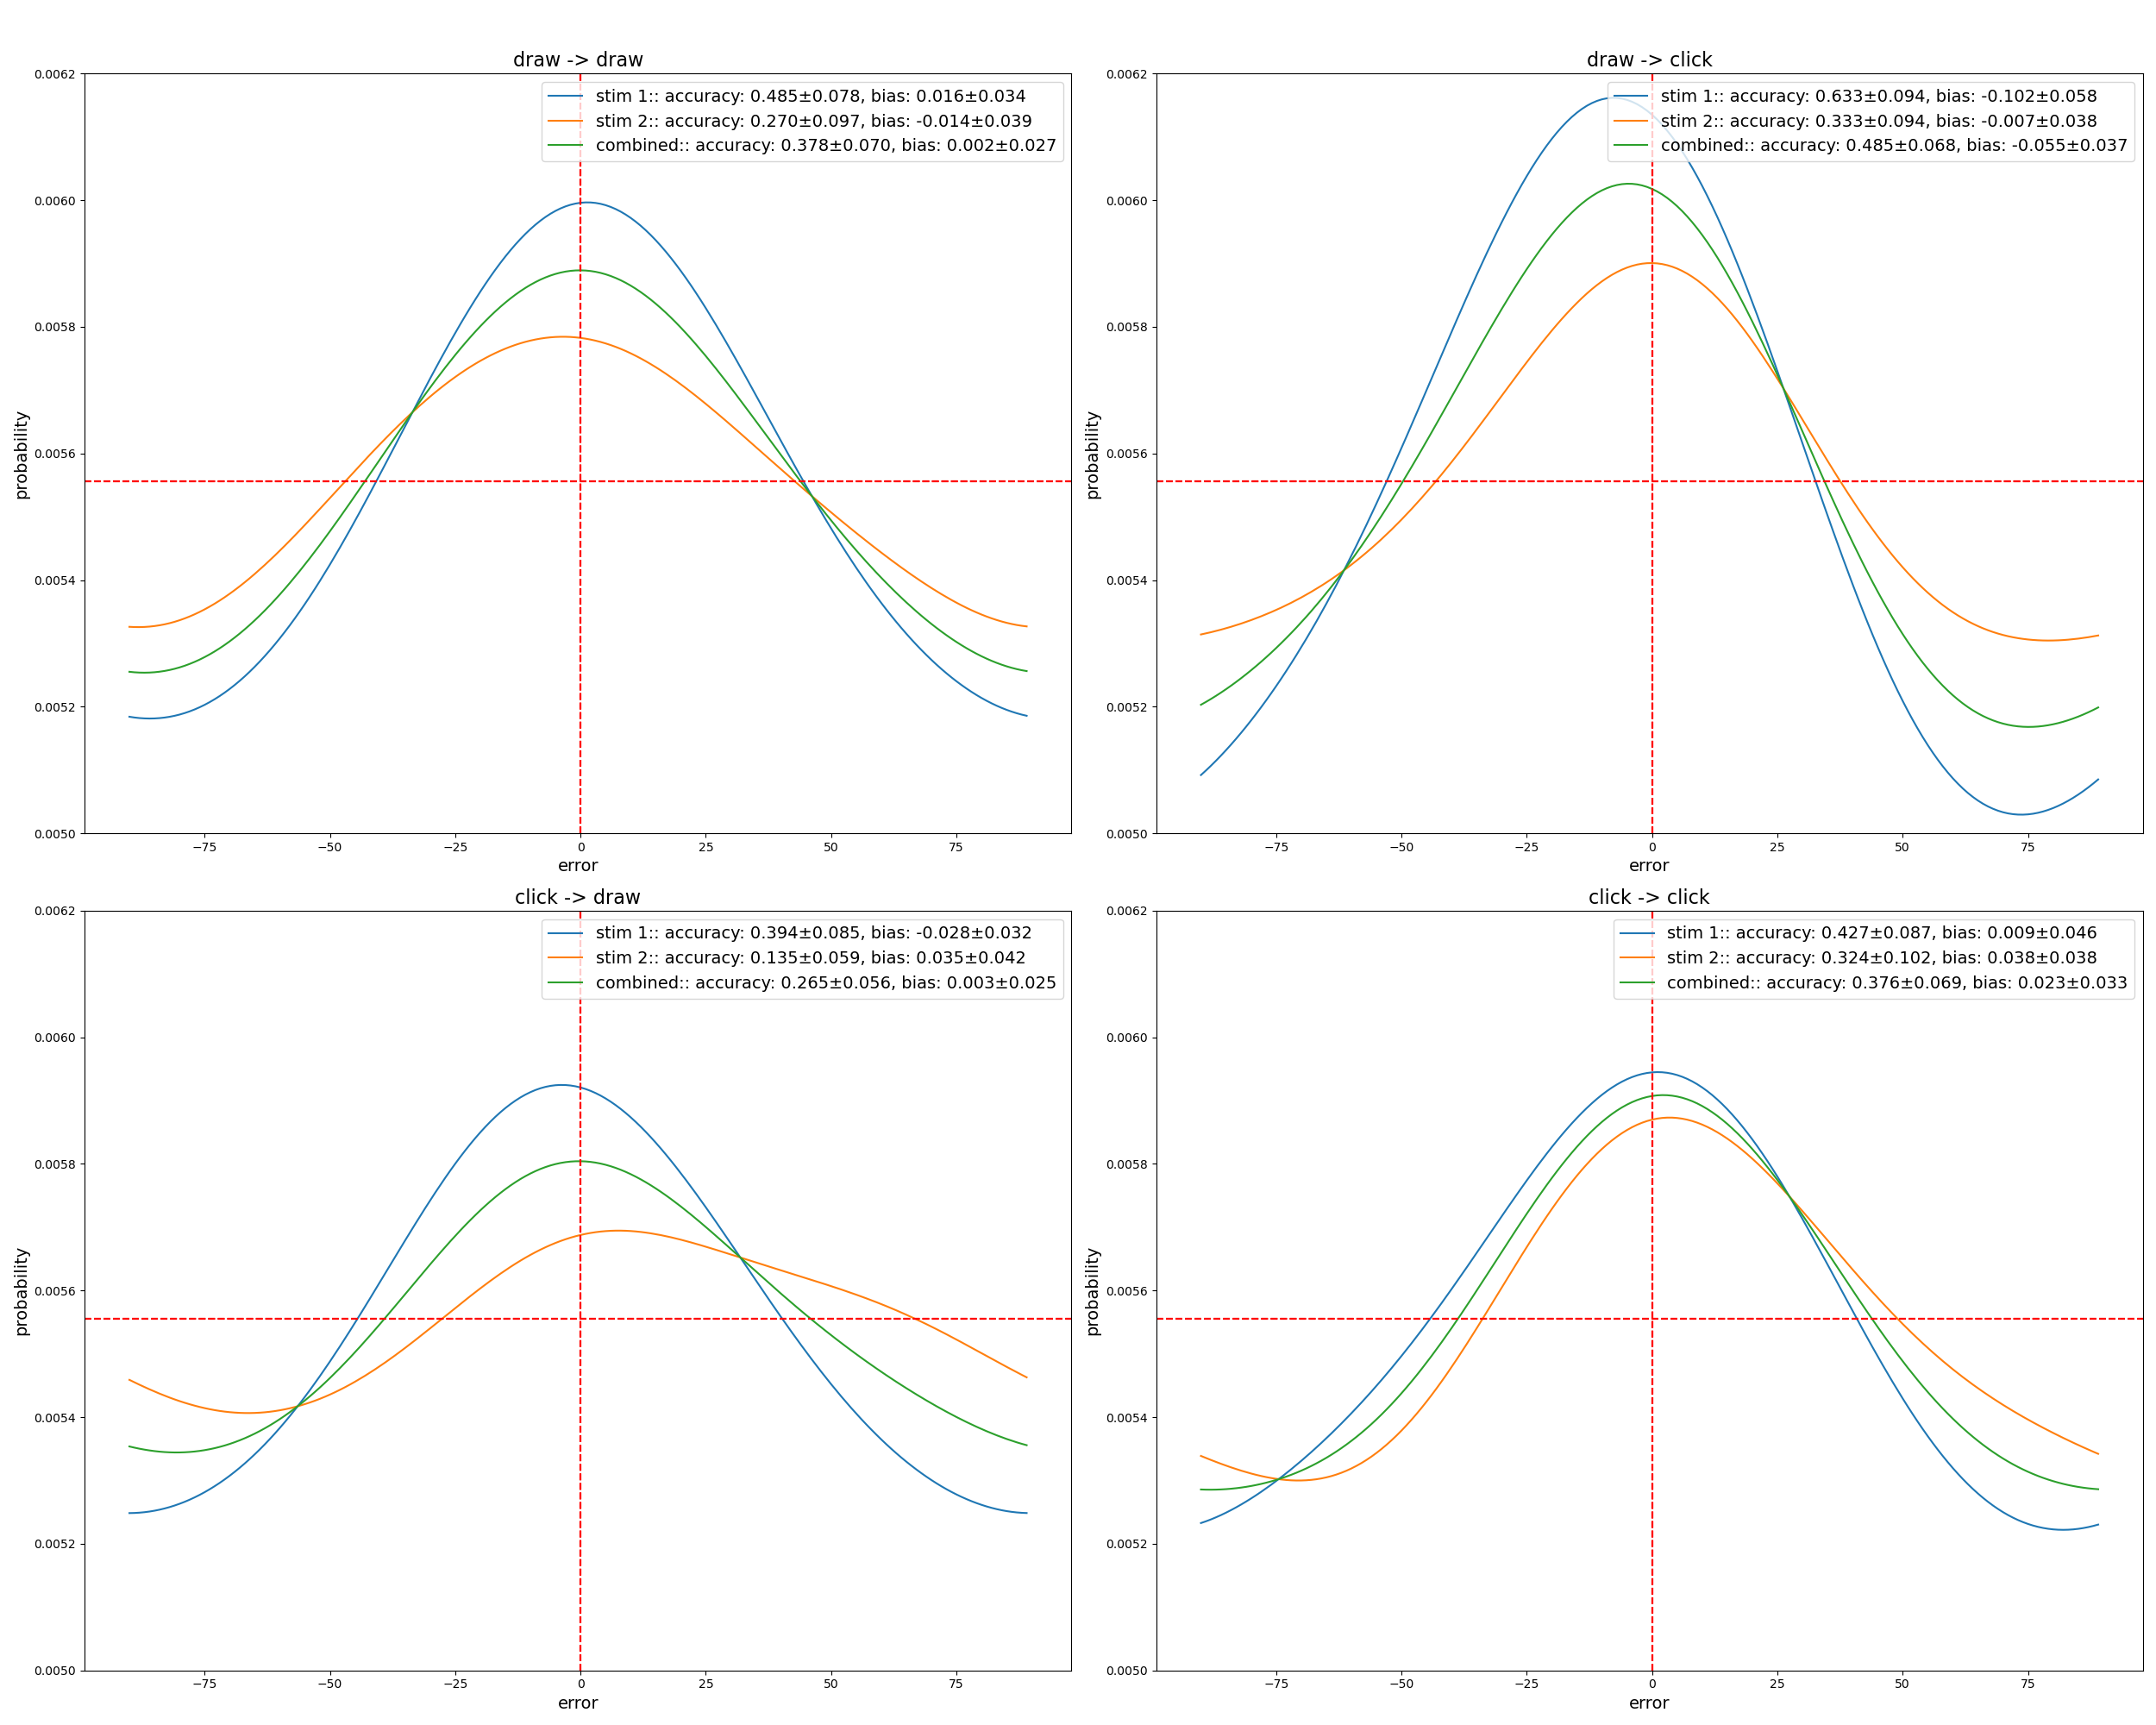 draw -> draw
stim 1:: accuracy: 0.485±0.078, bias: 0.016±0.034
stim 2:: accuracy: 0.270±0.097, bias: -0.014±0.039
combined:: accuracy: 0.378±0.070, bias: 0.002±0.027
0.0062
0.0060
0.0058
0.0056
0.0054
0.0052
0.0050
probability
−75 −50 −25 0 25 50 75
error
draw -> click
stim 1:: accuracy: 0.633±0.094, bias: -0.102±0.058
stim 2:: accuracy: 0.333±0.094, bias: -0.007±0.038
combined:: accuracy: 0.485±0.068, bias: -0.055±0.037
0.0062
0.0060
0.0058
0.0056
0.0054
0.0052
0.0050
probability
−75 −50 −25 0 25 50 75
error
click -> draw
stim 1:: accuracy: 0.394±0.085, bias: -0.028±0.032
stim 2:: accuracy: 0.135±0.059, bias: 0.035±0.042
combined:: accuracy: 0.265±0.056, bias: 0.003±0.025
0.0062
0.0060
0.0058
0.0056
0.0054
0.0052
0.0050
probability
−75 −50 −25 0 25 50 75
error
click -> click
stim 1:: accuracy: 0.427±0.087, bias: 0.009±0.046
stim 2:: accuracy: 0.324±0.102, bias: 0.038±0.038
combined:: accuracy: 0.376±0.069, bias: 0.023±0.033
0.0062
0.0060
0.0058
0.0056
0.0054
0.0052
0.0050
probability
−75 −50 −25 0 25 50 75
error